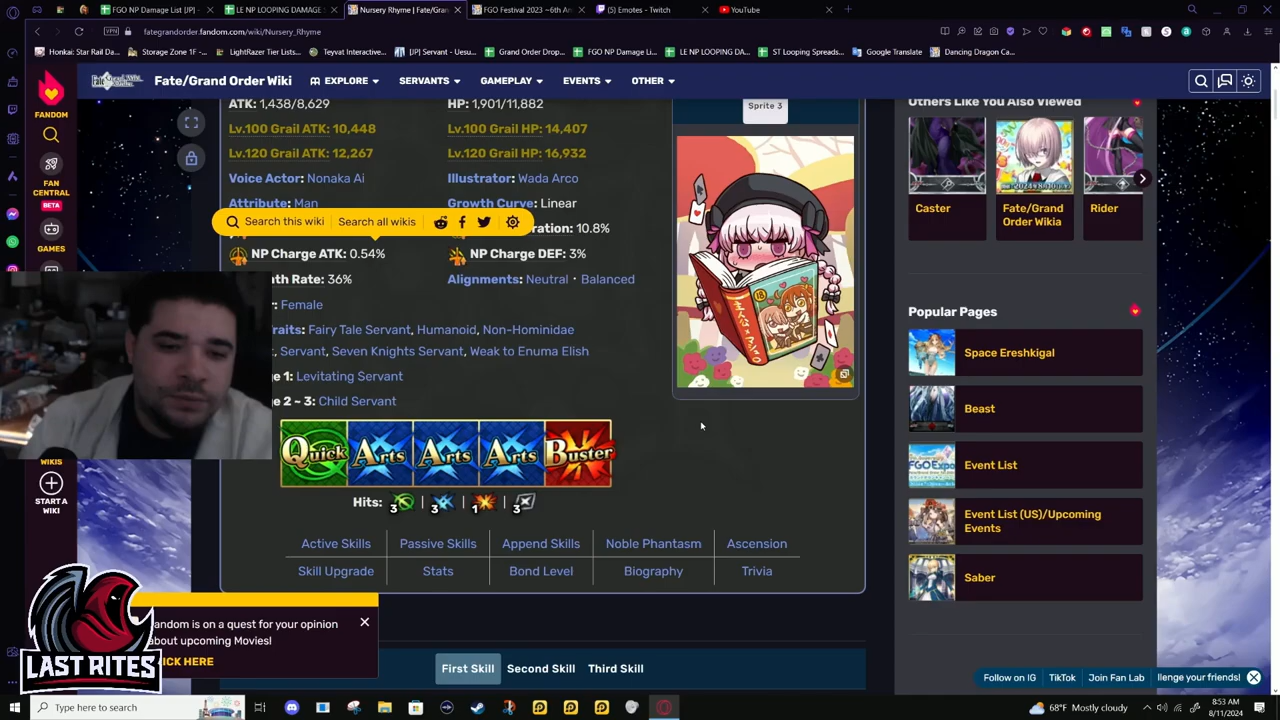 FGO NP Damage List [JP]
LE NP LOOPING DAMAGE
Nursery Rhyme | Fate/Gran
FGO Festival 2023 ~6th An
(5) Emotes - Twitch
YouTube
VPN
fategrandorder.fandom.com/wiki/Nursery_Rhyme
Honkai: Star Rail Da...
Storage Zone 1F -...
LightRazer Tier Lists...
Teyvat Interactive...
[JP] Servant - Uesu...
Grand Order Drop...
FGO NP Damage Li...
LE NP LOOPING DA...
ST Looping Spreads...
Google Translate
Dancing Dragon Ca...
FANDOM
FAN CENTRAL
BETA
GAMES
WIKIS
START A WIKI
Fate/Grand Order Wiki
EXPLORE
SERVANTS
GAMEPLAY
EVENTS
OTHER
ATK: 1,438/8,629
HP: 1,901/11,882
Lv.100 Grail ATK: 10,448
Lv.100 Grail HP: 14,407
Lv.120 Grail ATK: 12,267
Lv.120 Grail HP: 16,932
Voice Actor: Nonaka Ai
Illustrator: Wada Arco
Attribute: Man
Growth Curve: Linear
Search this wiki
Search all wikis
ration: 10.8%
NP Charge ATK: 0.54%
NP Charge DEF: 3%
th Rate: 36%
Alignments: Neutral · Balanced
: Female
raits: Fairy Tale Servant, Humanoid, Non-Hominidae
, Servant, Seven Knights Servant, Weak to Enuma Elish
e 1: Levitating Servant
e 2 ~ 3: Child Servant
Quick
Arts
Arts
Arts
Buster
Hits: 3 | 3 | 1 | 3
Active Skills
Passive Skills
Append Skills
Noble Phantasm
Ascension
Skill Upgrade
Stats
Bond Level
Biography
Trivia
First Skill
Second Skill
Third Skill
Sprite 3
18
主人公×マシュ
Others Like You Also Viewed
Caster
Fate/Grand Order Wikia
Rider
Popular Pages
Space Ereshkigal
Beast
Event List
Event List (US)/Upcoming Events
Saber
andom is on a quest for your opinion
about upcoming Movies!
ICK HERE
LAST RITES
Follow on IG
TikTok
Join Fan Lab
llenge your friends!
Type here to search
68°F Mostly cloudy
8:53 AM
8/11/2024